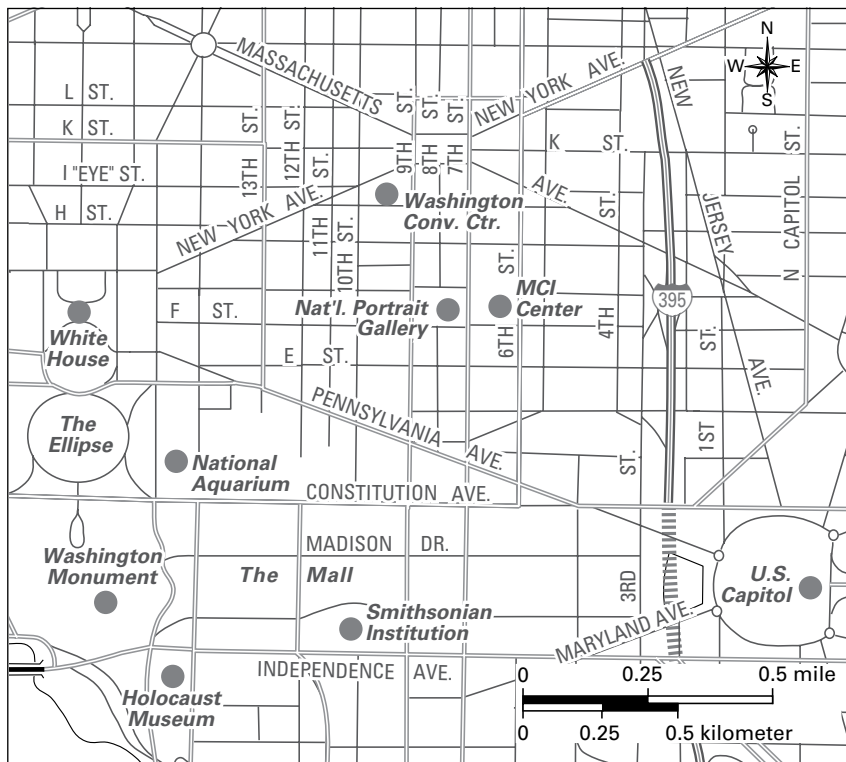 N
W E
S
MASSACHUSETTS
AVE.
NEW YORK AVE.
NEW
JERSEY
AVE.
L ST.
K ST.
I "EYE" ST.
H ST.
13TH ST.
12TH ST.
11TH ST.
10TH ST.
9TH ST.
8TH ST.
7TH ST.
K ST.
N CAPITOL ST.
NEW YORK AVE.
Washington
Conv. Ctr.
6TH ST.
4TH ST.
395
MCI
Center
Nat'l. Portrait
Gallery
F ST.
White
House
E ST.
1ST ST.
The
Ellipse
PENNSYLVANIA AVE.
National
Aquarium
CONSTITUTION AVE.
3RD ST.
MADISON DR.
Washington
Monument
The Mall
U.S.
Capitol
Smithsonian
Institution
MARYLAND AVE.
INDEPENDENCE AVE.
Holocaust
Museum
0 0.25 0.5 mile
0 0.25 0.5 kilometer